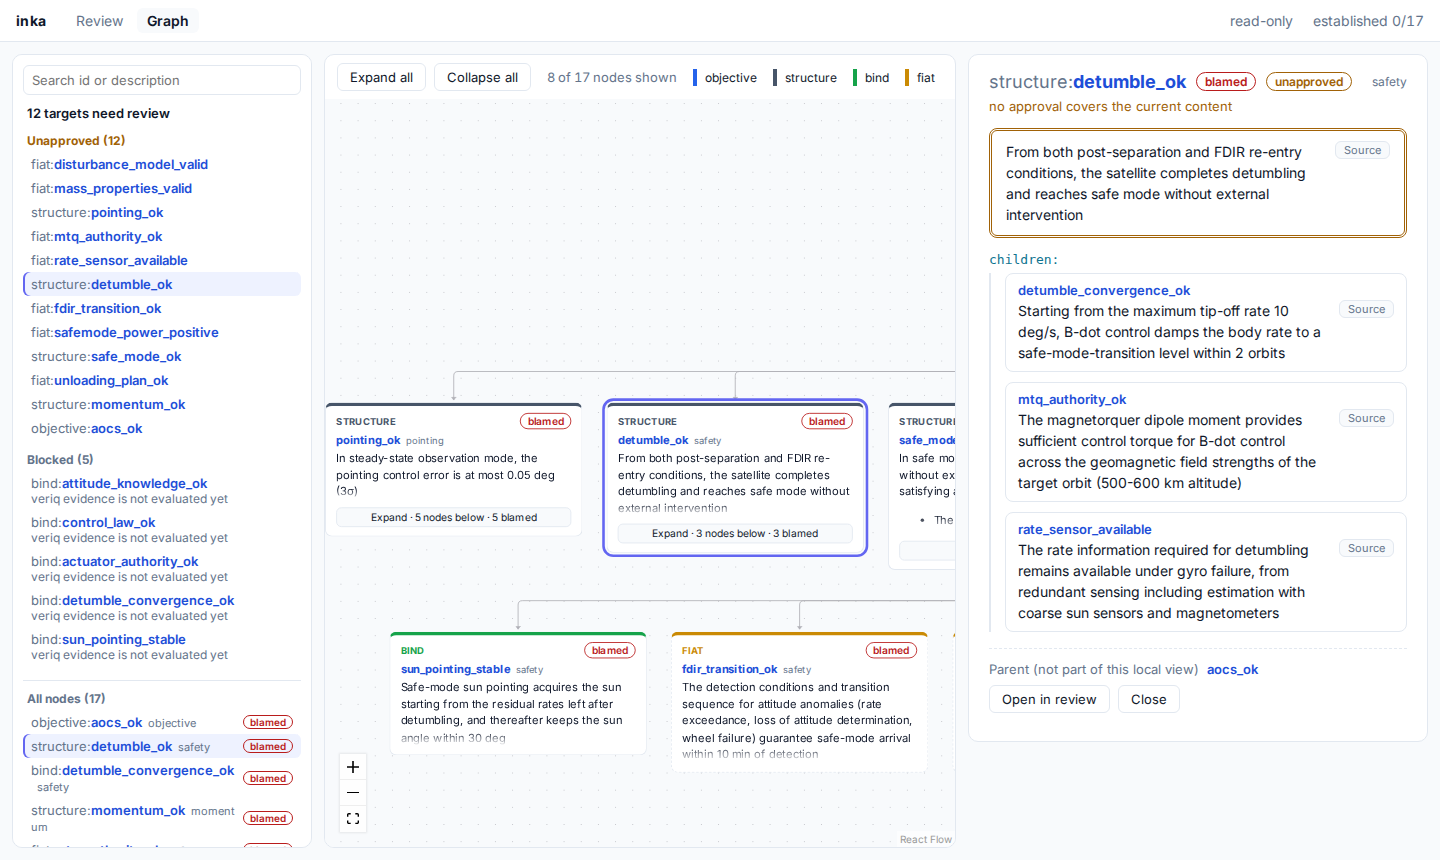 inka Review Graph read-only established 0/17
Search id or description
12 targets need review
Unapproved (12)
fiat:disturbance_model_valid
fiat:mass_properties_valid
structure:pointing_ok
fiat:mtq_authority_ok
fiat:rate_sensor_available
structure:detumble_ok
fiat:fdir_transition_ok
fiat:safemode_power_positive
structure:safe_mode_ok
fiat:unloading_plan_ok
structure:momentum_ok
objective:aocs_ok
Blocked (5)
bind:attitude_knowledge_ok
veriq evidence is not evaluated yet
bind:control_law_ok
veriq evidence is not evaluated yet
bind:actuator_authority_ok
veriq evidence is not evaluated yet
bind:detumble_convergence_ok
veriq evidence is not evaluated yet
bind:sun_pointing_stable
veriq evidence is not evaluated yet
All nodes (17)
objective:aocs_ok objective blamed
structure:detumble_ok safety blamed
bind:detumble_convergence_ok blamed
safety
structure:momentum_ok moment blamed
um
Expand all Collapse all 8 of 17 nodes shown objective structure bind fiat
STRUCTURE blamed
pointing_ok pointing
In steady-state observation mode, the
pointing control error is at most 0.05 deg
(3σ)
Expand · 5 nodes below · 5 blamed
STRUCTURE blamed
detumble_ok safety
From both post-separation and FDIR re-
entry conditions, the satellite completes
detumbling and reaches safe mode without
external intervention
Expand · 3 nodes below · 3 blamed
STRUCTUR
safe_mode
In safe mo
without ex
satisfying a
• The
BIND blamed
sun_pointing_stable safety
Safe-mode sun pointing acquires the sun
starting from the residual rates left after
detumbling, and thereafter keeps the sun
angle within 30 deg
FIAT blamed
fdir_transition_ok safety
The detection conditions and transition
sequence for attitude anomalies (rate
exceedance, loss of attitude determination,
wheel failure) guarantee safe-mode arrival
within 10 min of detection
React Flow
structure:detumble_ok blamed unapproved safety
no approval covers the current content
From both post-separation and FDIR re-entry Source
conditions, the satellite completes detumbling
and reaches safe mode without external
intervention
children:
detumble_convergence_ok
Starting from the maximum tip-off rate 10 Source
deg/s, B-dot control damps the body rate to a
safe-mode-transition level within 2 orbits
mtq_authority_ok
The magnetorquer dipole moment provides Source
sufficient control torque for B-dot control
across the geomagnetic field strengths of the
target orbit (500-600 km altitude)
rate_sensor_available
The rate information required for detumbling Source
remains available under gyro failure, from
redundant sensing including estimation with
coarse sun sensors and magnetometers
Parent (not part of this local view) aocs_ok
Open in review Close